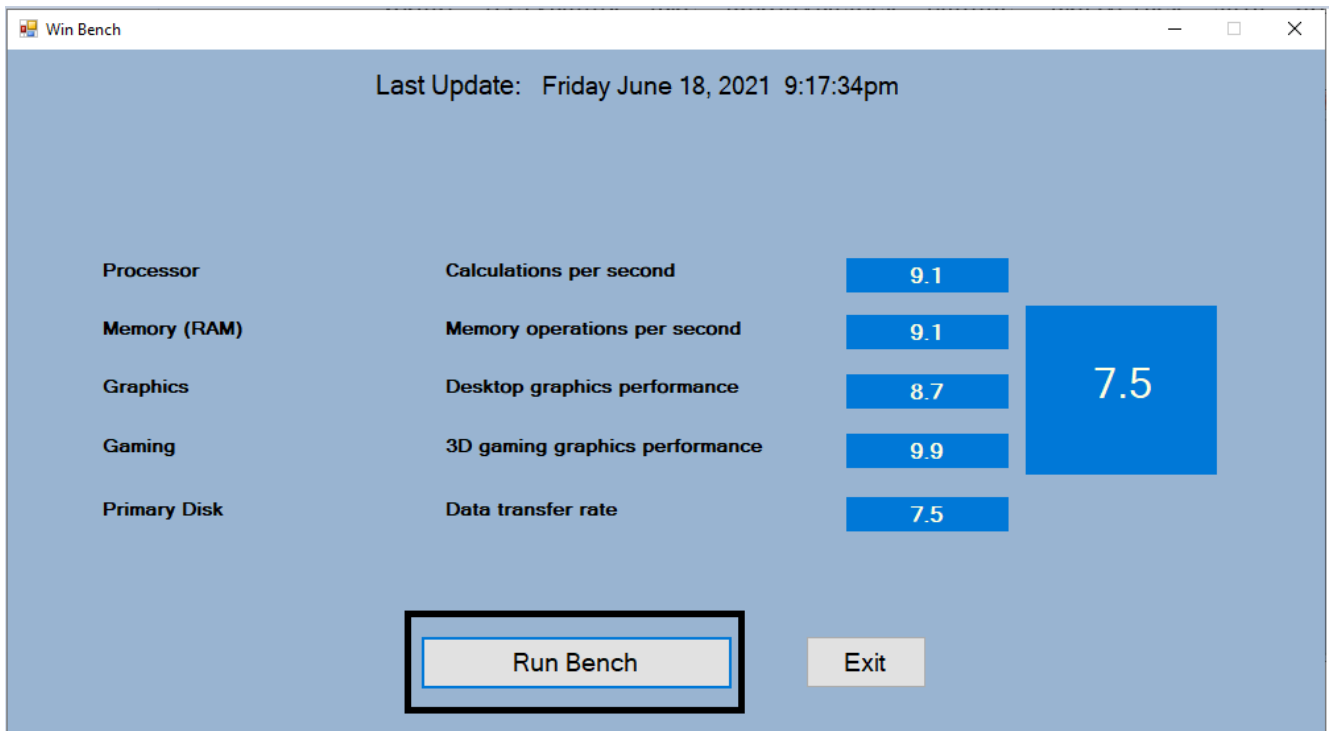 Win Bench
Last Update: Friday June 18, 2021 9:17:34pm
Processor Calculations per second 9.1
Memory (RAM) Memory operations per second 9.1
7.5
Graphics Desktop graphics performance 8.7
Gaming 3D gaming graphics performance 9.9
Primary Disk Data transfer rate 7.5
Run Bench Exit